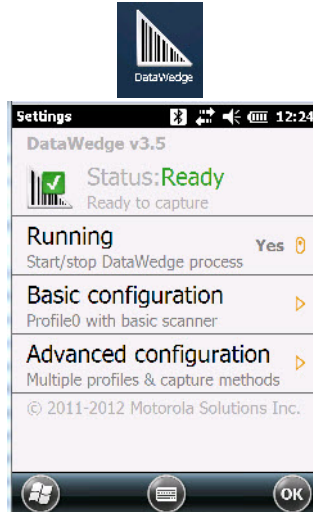 DataWedge
Settings 12:24
DataWedge v3.5
Status:Ready
Ready to capture
Running Yes
Start/stop DataWedge process
Basic configuration
Profile0 with basic scanner
Advanced configuration
Multiple profiles & capture methods
© 2011-2012 Motorola Solutions Inc.
OK